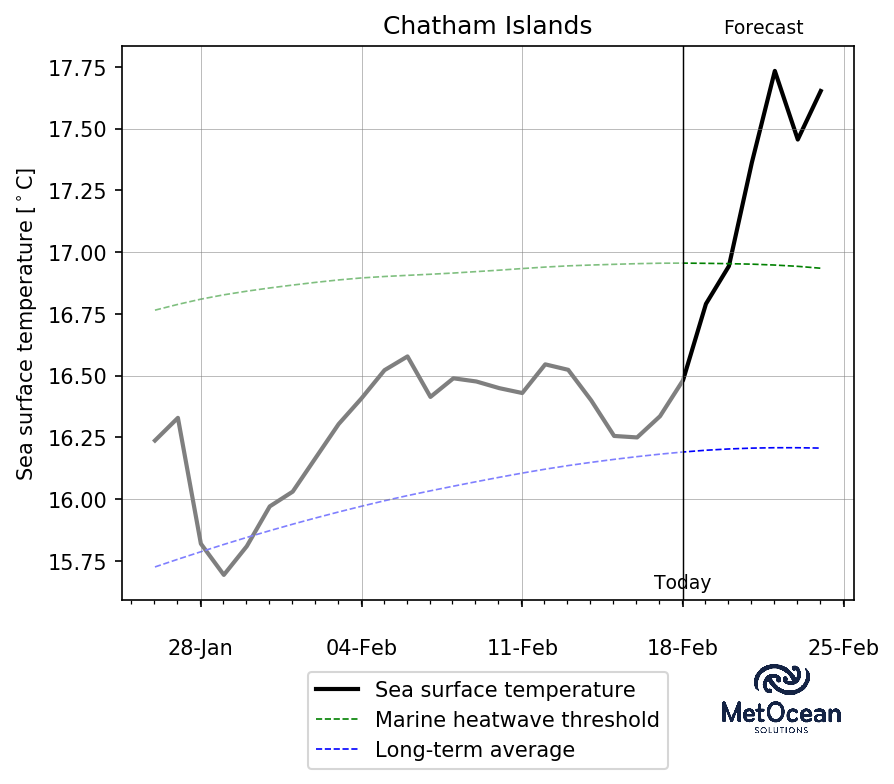 Chatham Islands
Forecast
Sea surface temperature [°C]
17.75
17.50
17.25
17.00
16.75
16.50
16.25
16.00
15.75
Today
28-Jan 04-Feb 11-Feb 18-Feb 25-Feb
Sea surface temperature
Marine heatwave threshold
Long-term average
MetOcean
SOLUTIONS